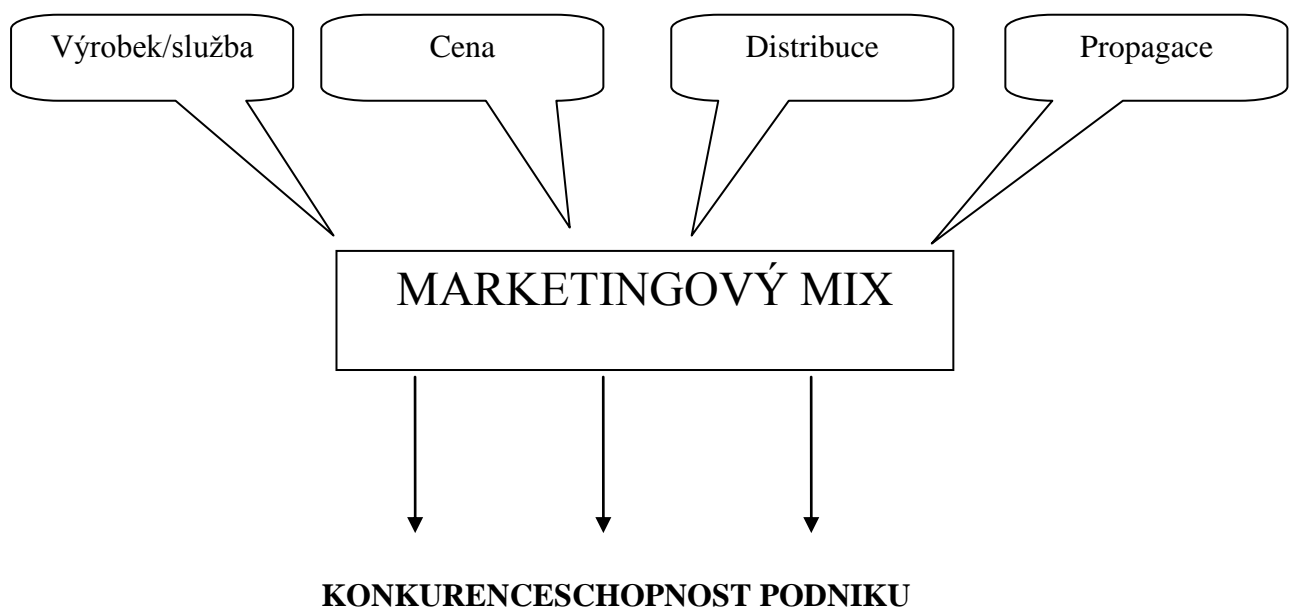 Výrobek/služba
Cena
Distribuce
Propagace
MARKETINGOVÝ MIX
KONKURENCESCHOPNOST PODNIKU